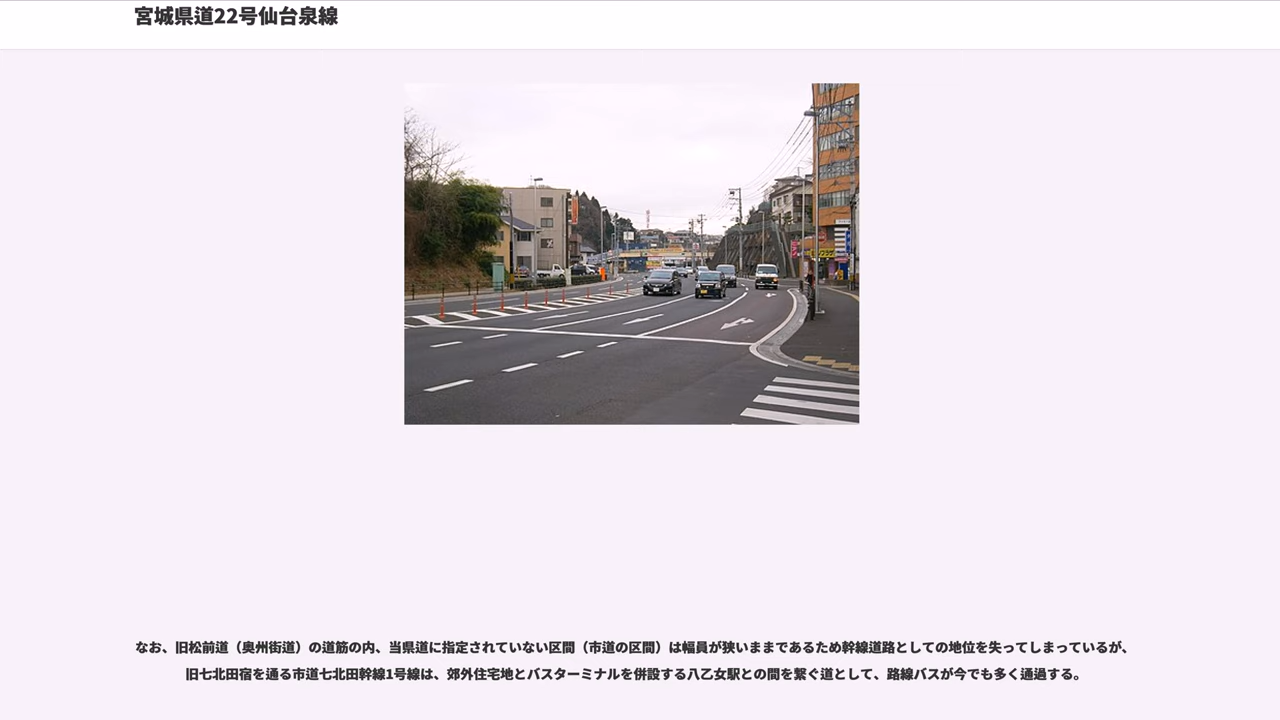 宮城県道22号仙台泉線
なお、旧松前道（奥州街道）の道筋の内、当県道に指定されていない区間（市道の区間）は幅員が狭いままであるため幹線道路としての地位を失ってしまっているが、
旧七北田宿を通る市道七北田幹線1号線は、郊外住宅地とバスターミナルを併設する八乙女駅との間を繋ぐ道として、路線バスが今でも多く通過する。